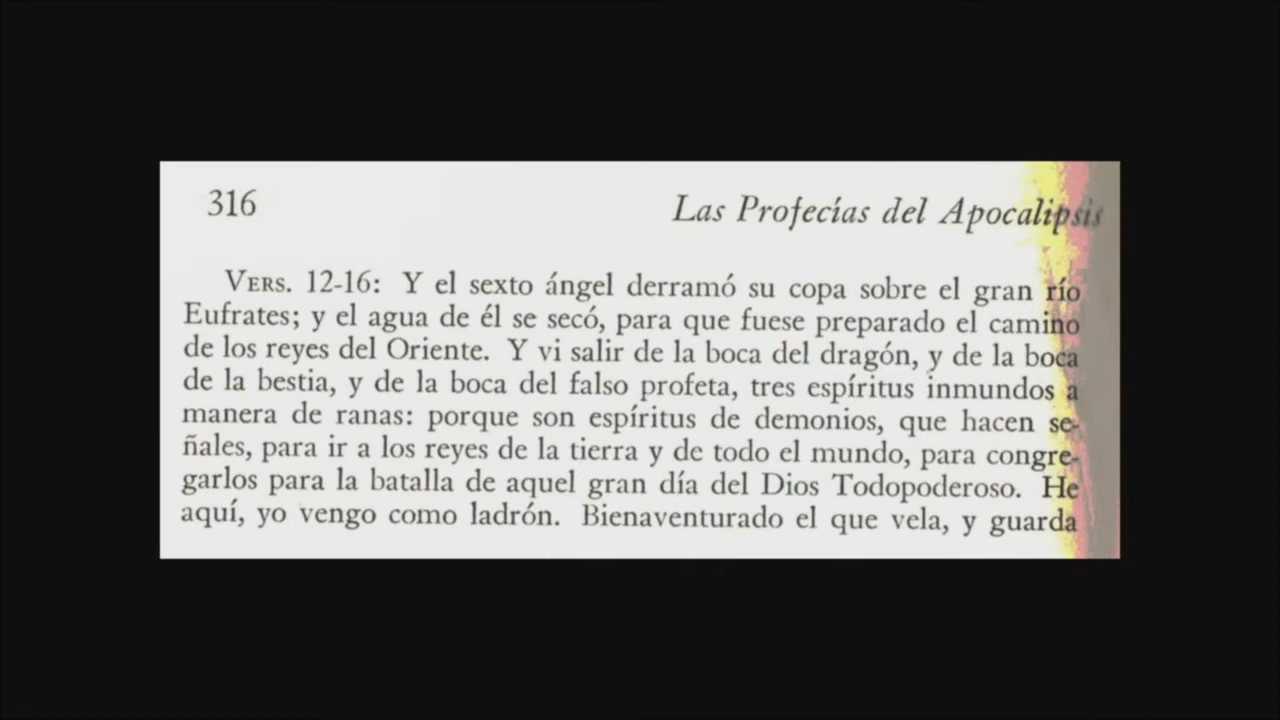 316
Las Profecías del Apocalipsis
VERS. 12-16: Y el sexto ángel derramó su copa sobre el gran río
Eufrates; y el agua de él se secó, para que fuese preparado el camino
de los reyes del Oriente. Y vi salir de la boca del dragón, y de la boca
de la bestia, y de la boca del falso profeta, tres espíritus inmundos a
manera de ranas: porque son espíritus de demonios, que hacen se-
ñales, para ir a los reyes de la tierra y de todo el mundo, para congre-
garlos para la batalla de aquel gran día del Dios Todopoderoso. He
aquí, yo vengo como ladrón. Bienaventurado el que vela, y guarda